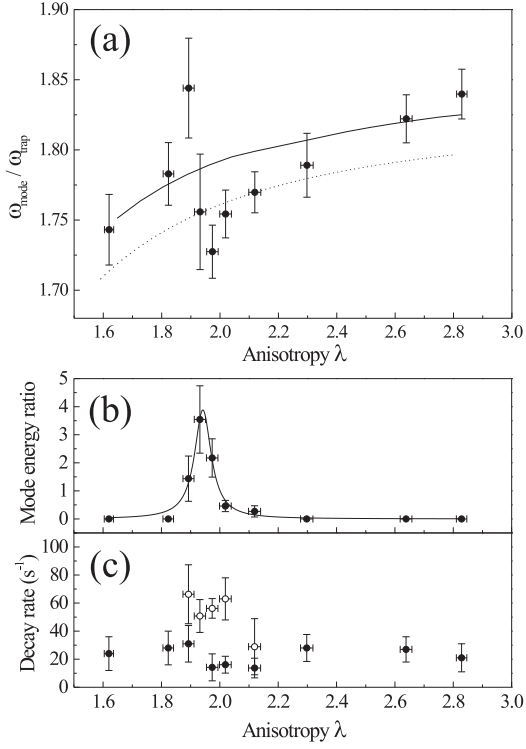 (a)
1.90
1.85
1.80
1.75
1.70
ω_mode / ω_trap
1.6 1.8 2.0 2.2 2.4 2.6 2.8 3.0
Anisotropy λ
(b)
5
4
3
2
1
0
Mode energy ratio
(c)
100
80
60
40
20
0
Decay rate (s⁻¹)
1.6 1.8 2.0 2.2 2.4 2.6 2.8 3.0
Anisotropy λ